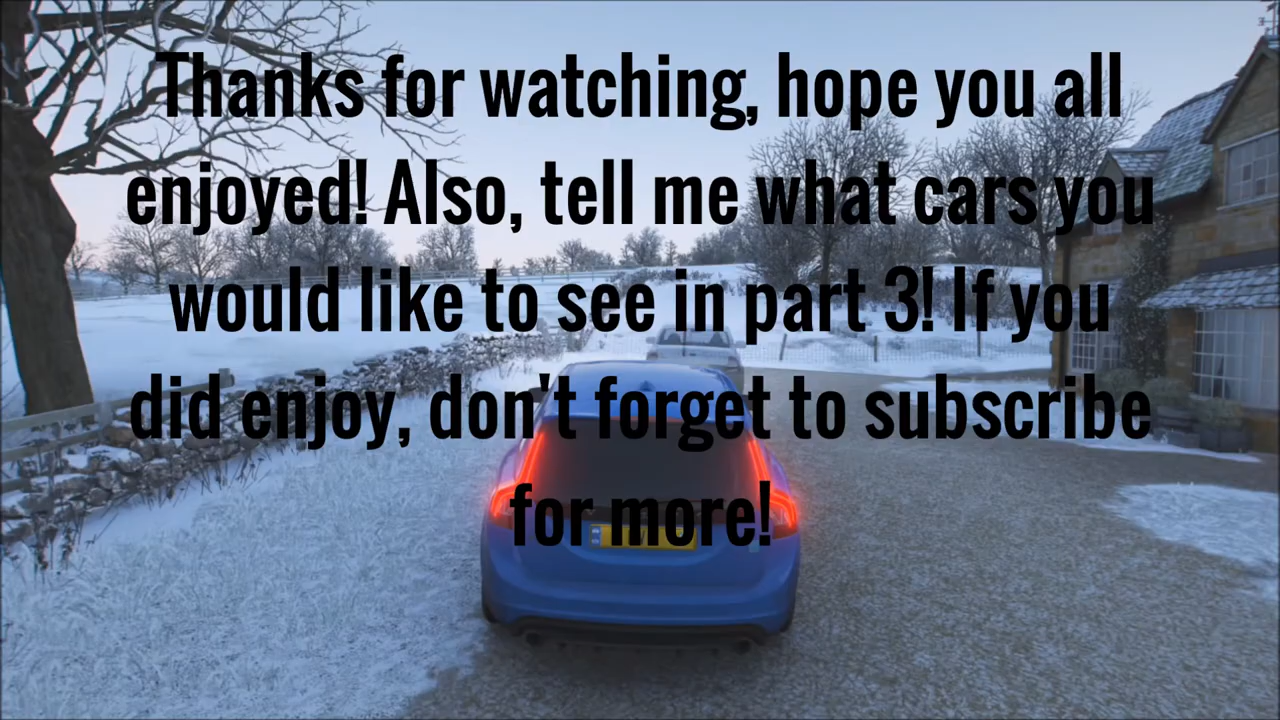 Thanks for watching, hope you all
enjoyed! Also, tell me what cars you
would like to see in part 3! If you
did enjoy, don't forget to subscribe
for more!